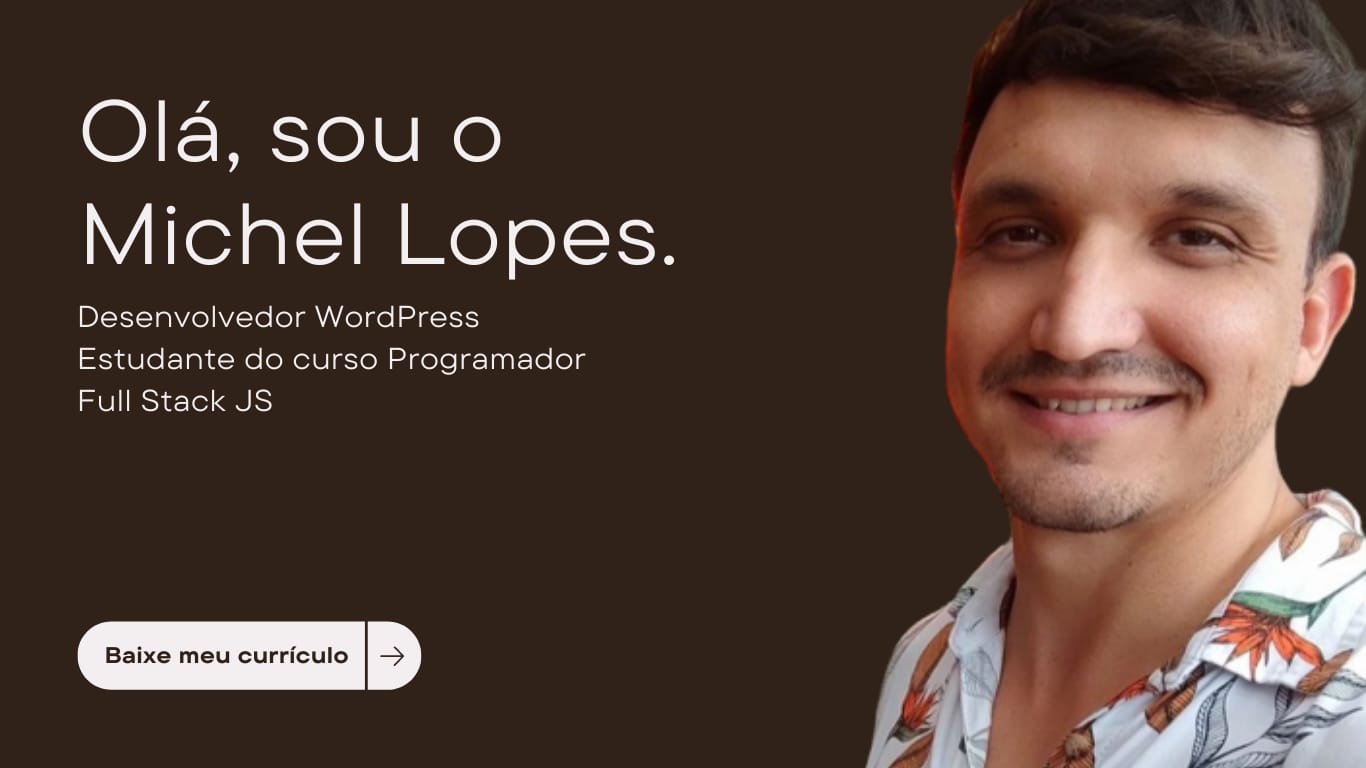 Olá, sou o
Michel Lopes.
Desenvolvedor WordPress
Estudante do curso Programador
Full Stack JS
Baixe meu currículo